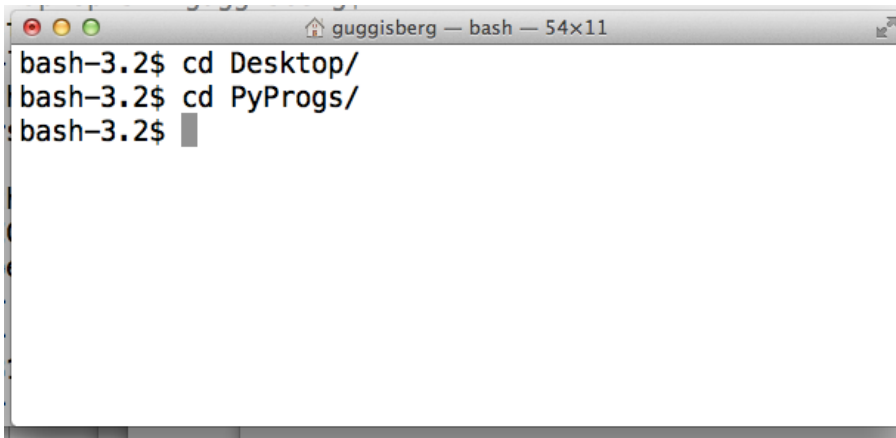 guggisberg — bash — 54×11
bash-3.2$ cd Desktop/
bash-3.2$ cd PyProgs/
bash-3.2$